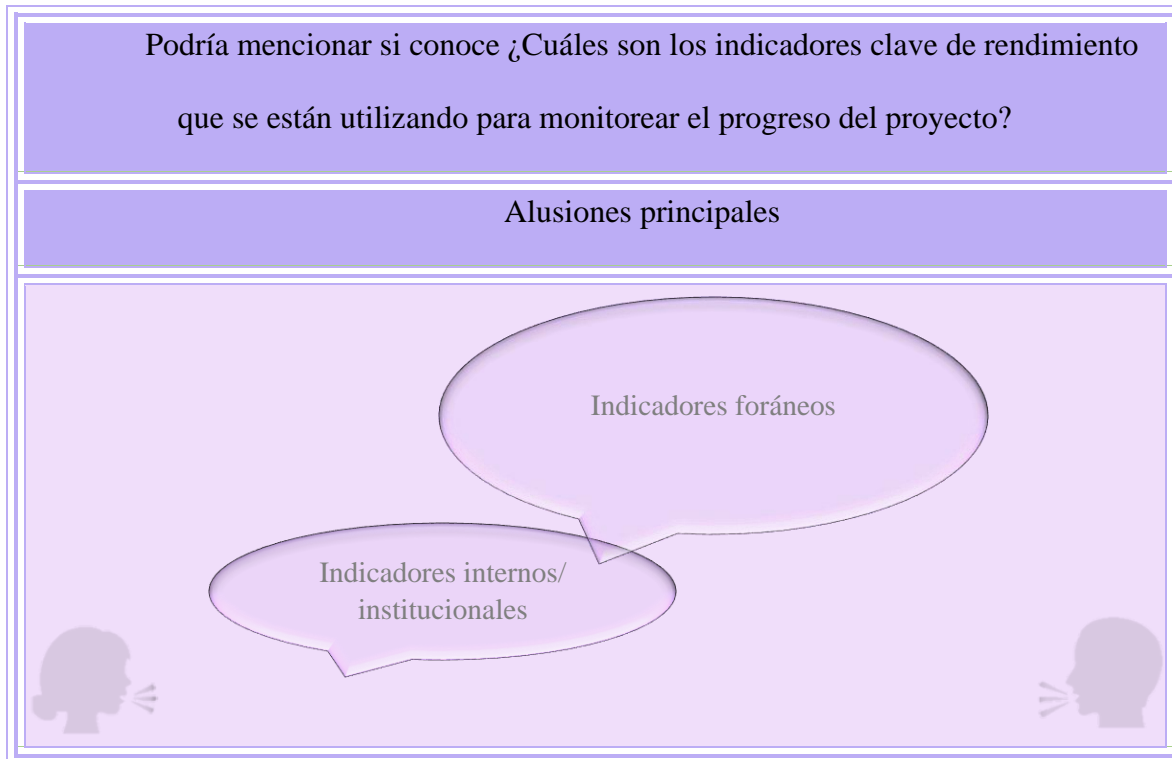 Podría mencionar si conoce ¿Cuáles son los indicadores clave de rendimiento
que se están utilizando para monitorear el progreso del proyecto?
Alusiones principales
Indicadores foráneos
Indicadores internos/
institucionales